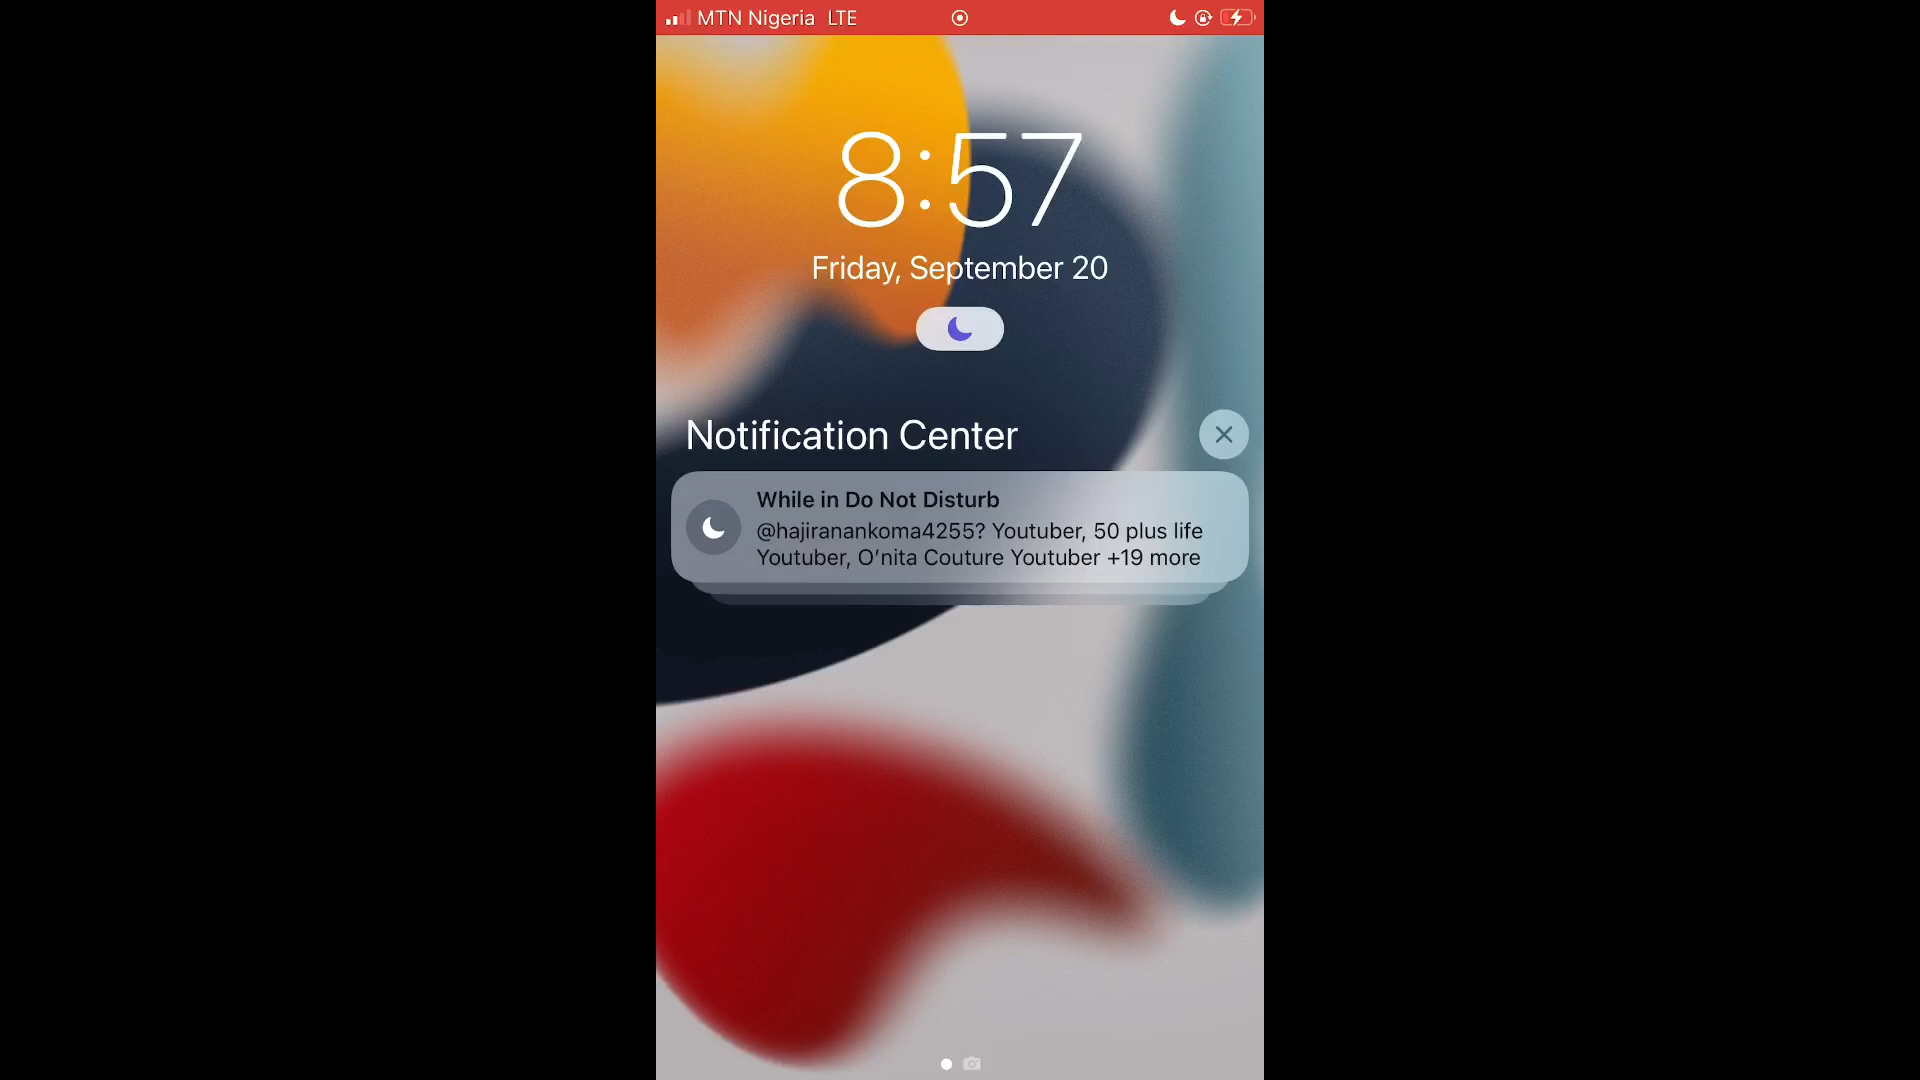 MTN Nigeria LTE
8:57
Friday, September 20
Notification Center
While in Do Not Disturb
@hajiranankoma4255? Youtuber, 50 plus life
Youtuber, O’nita Couture Youtuber +19 more